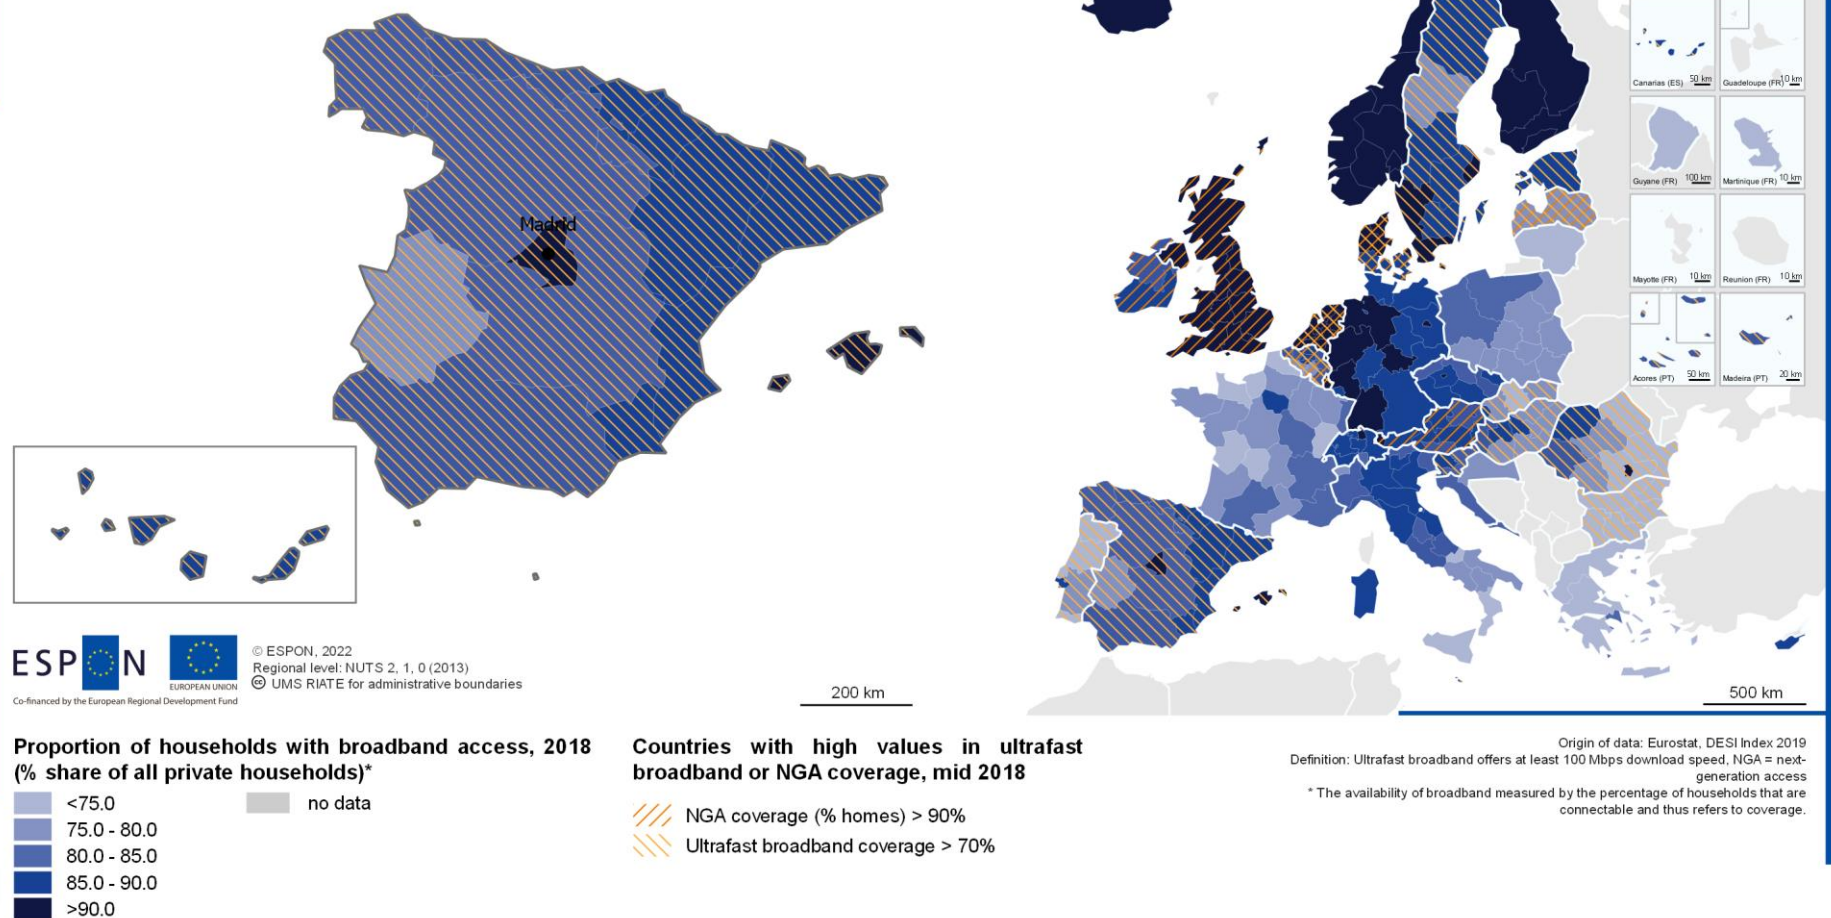 Madrid
Canarias (ES) 50 km
Guadeloupe (FR) 10 km
Guyane (FR) 100 km
Martinique (FR) 10 km
Mayotte (FR) 10 km
Reunion (FR) 10 km
Acores (PT) 50 km
Madeira (PT) 20 km
ESPON
EUROPEAN UNION
Co-financed by the European Regional Development Fund
© ESPON, 2022
Regional level: NUTS 2, 1, 0 (2013)
cc UMS RIATE for administrative boundaries
200 km
500 km
Proportion of households with broadband access, 2018
(% share of all private households)*
<75.0
75.0 - 80.0
80.0 - 85.0
85.0 - 90.0
>90.0
no data
Countries with high values in ultrafast
broadband or NGA coverage, mid 2018
NGA coverage (% homes) > 90%
Ultrafast broadband coverage > 70%
Origin of data: Eurostat, DESI Index 2019
Definition: Ultrafast broadband offers at least 100 Mbps download speed, NGA = next-
generation access
* The availability of broadband measured by the percentage of households that are
connectable and thus refers to coverage.